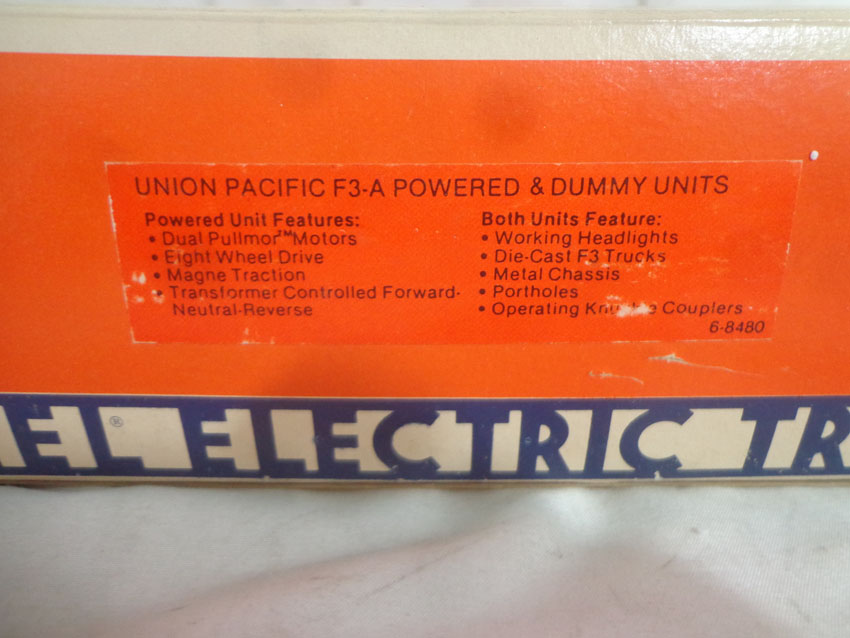 UNION PACIFIC F3-A POWERED & DUMMY UNITS
Powered Unit Features:
• Dual Pullmor™ Motors
• Eight Wheel Drive
• Magne Traction
• Transformer Controlled Forward-
Neutral-Reverse
Both Units Feature:
• Working Headlights
• Die-Cast F3 Trucks
• Metal Chassis
• Portholes
• Operating Couplers
6-8480
EL® ELECTRIC TR